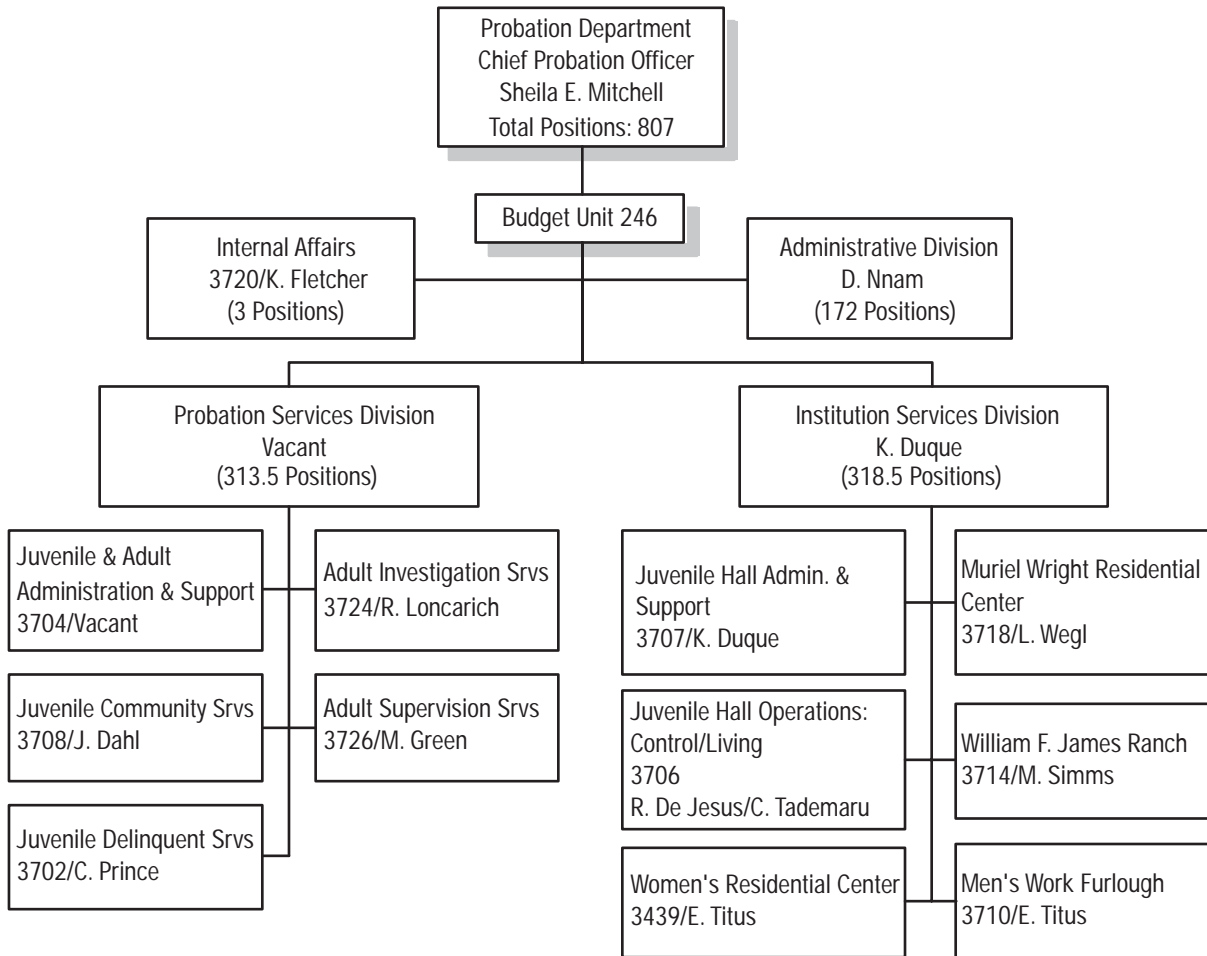 Probation Department
Chief Probation Officer
Sheila E. Mitchell
Total Positions: 807
Budget Unit 246
Internal Affairs
3720/K. Fletcher
(3 Positions)
Administrative Division
D. Nnam
(172 Positions)
Probation Services Division
Vacant
(313.5 Positions)
Institution Services Division
K. Duque
(318.5 Positions)
Juvenile & Adult
Administration & Support
3704/Vacant
Adult Investigation Srvs
3724/R. Loncarich
Juvenile Community Srvs
3708/J. Dahl
Adult Supervision Srvs
3726/M. Green
Juvenile Delinquent Srvs
3702/C. Prince
Juvenile Hall Admin. &
Support
3707/K. Duque
Muriel Wright Residential
Center
3718/L. Wegl
Juvenile Hall Operations:
Control/Living
3706
R. De Jesus/C. Tademaru
William F. James Ranch
3714/M. Simms
Women's Residential Center
3439/E. Titus
Men's Work Furlough
3710/E. Titus